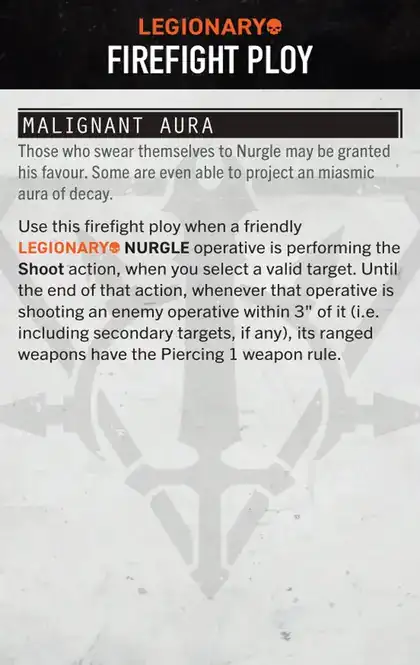 LEGIONARY
FIREFIGHT PLOY
MALIGNANT AURA
Those who swear themselves to Nurgle may be granted
his favour. Some are even able to project an miasmic
aura of decay.
Use this firefight ploy when a friendly
LEGIONARY NURGLE operative is performing the
Shoot action, when you select a valid target. Until
the end of that action, whenever that operative is
shooting an enemy operative within 3" of it (i.e.
including secondary targets, if any), its ranged
weapons have the Piercing 1 weapon rule.